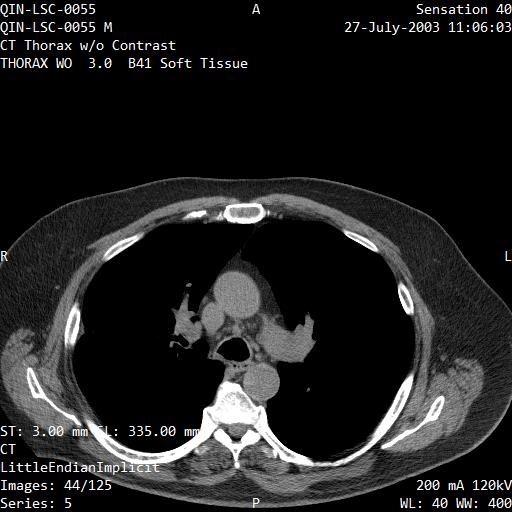 QIN-LSC-0055 A Sensation 40
QIN-LSC-0055 M 27-July-2003 11:06:03
CT Thorax w/o Contrast
THORAX WO 3.0 B41 Soft Tissue
R L
ST: 3.00 mm SL: 335.00 mm
CT
LittleEndianImplicit
Images: 44/125 200 mA 120kV
Series: 5 P WL: 40 WW: 400